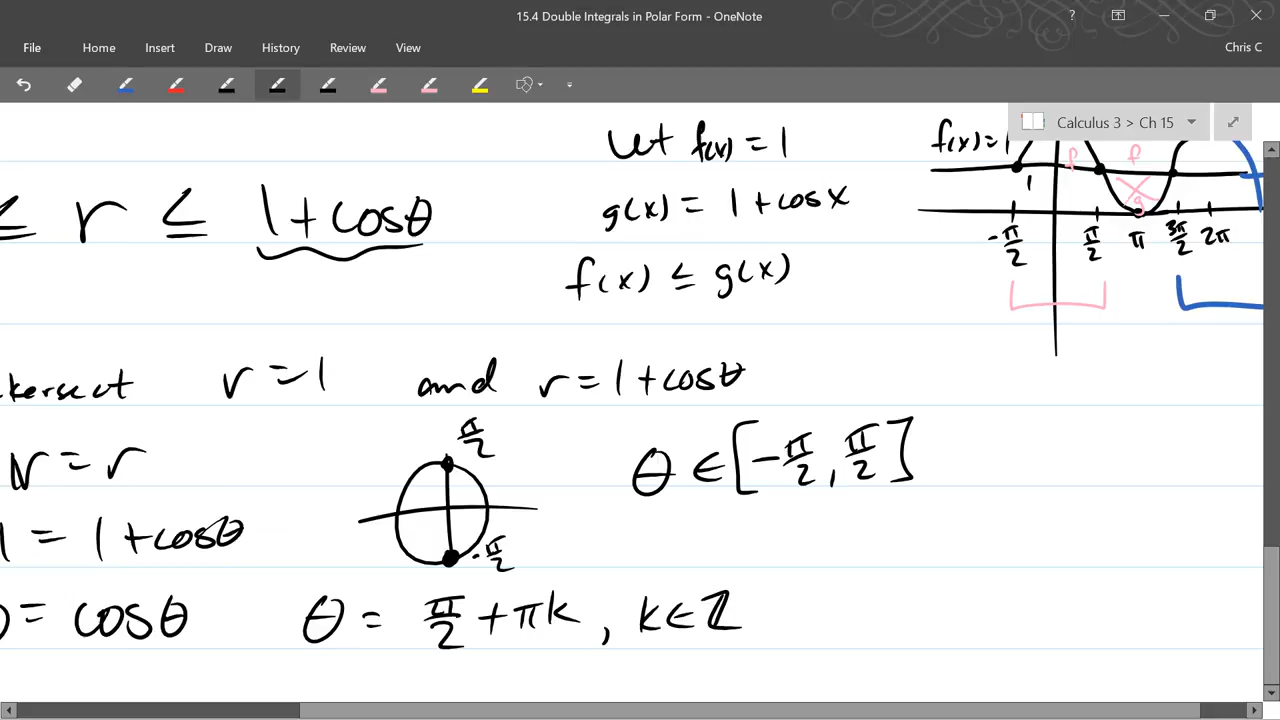 15.4 Double Integrals in Polar Form - OneNote
File Home Insert Draw History Review View
Chris C
Calculus 3 > Ch 15
Let f(x) = 1
f(x)=1
≤ r ≤ 1+cosθ
g(x) = 1+cosx
f(x) ≤ g(x)
f f
1
g
-π/2 π/2 π 3π/2 2π
r=1 and r=1+cosθ
r=r
π/2
θ ∈ [-π/2, π/2]
1 = 1+cosθ
-π/2
= cosθ
θ = π/2 + πk, k∈ℤ